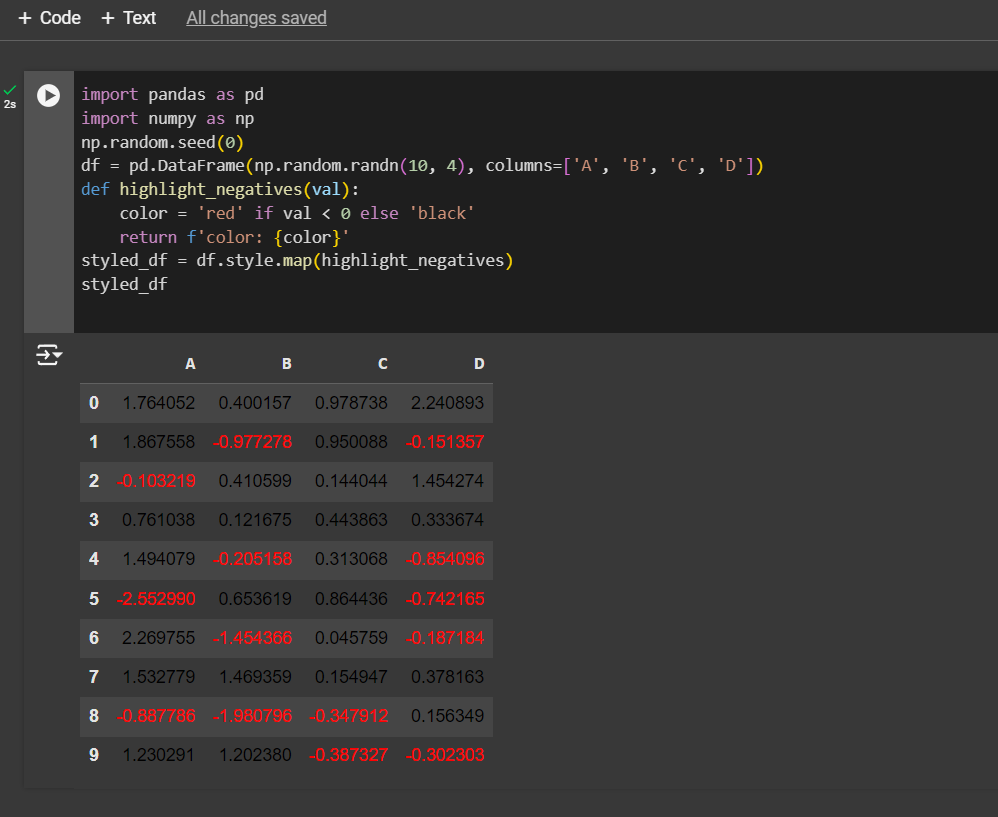 + Code + Text All changes saved
2s
import pandas as pd
import numpy as np
np.random.seed(0)
df = pd.DataFrame(np.random.randn(10, 4), columns=['A', 'B', 'C', 'D'])
def highlight_negatives(val):
    color = 'red' if val < 0 else 'black'
    return f'color: {color}'
styled_df = df.style.map(highlight_negatives)
styled_df
A B C D
0 1.764052 0.400157 0.978738 2.240893
1 1.867558 -0.977278 0.950088 -0.151357
2 -0.103219 0.410599 0.144044 1.454274
3 0.761038 0.121675 0.443863 0.333674
4 1.494079 -0.205158 0.313068 -0.854096
5 -2.552990 0.653619 0.864436 -0.742165
6 2.269755 -1.454366 0.045759 -0.187184
7 1.532779 1.469359 0.154947 0.378163
8 -0.887786 -1.980796 -0.347912 0.156349
9 1.230291 1.202380 -0.387327 -0.302303